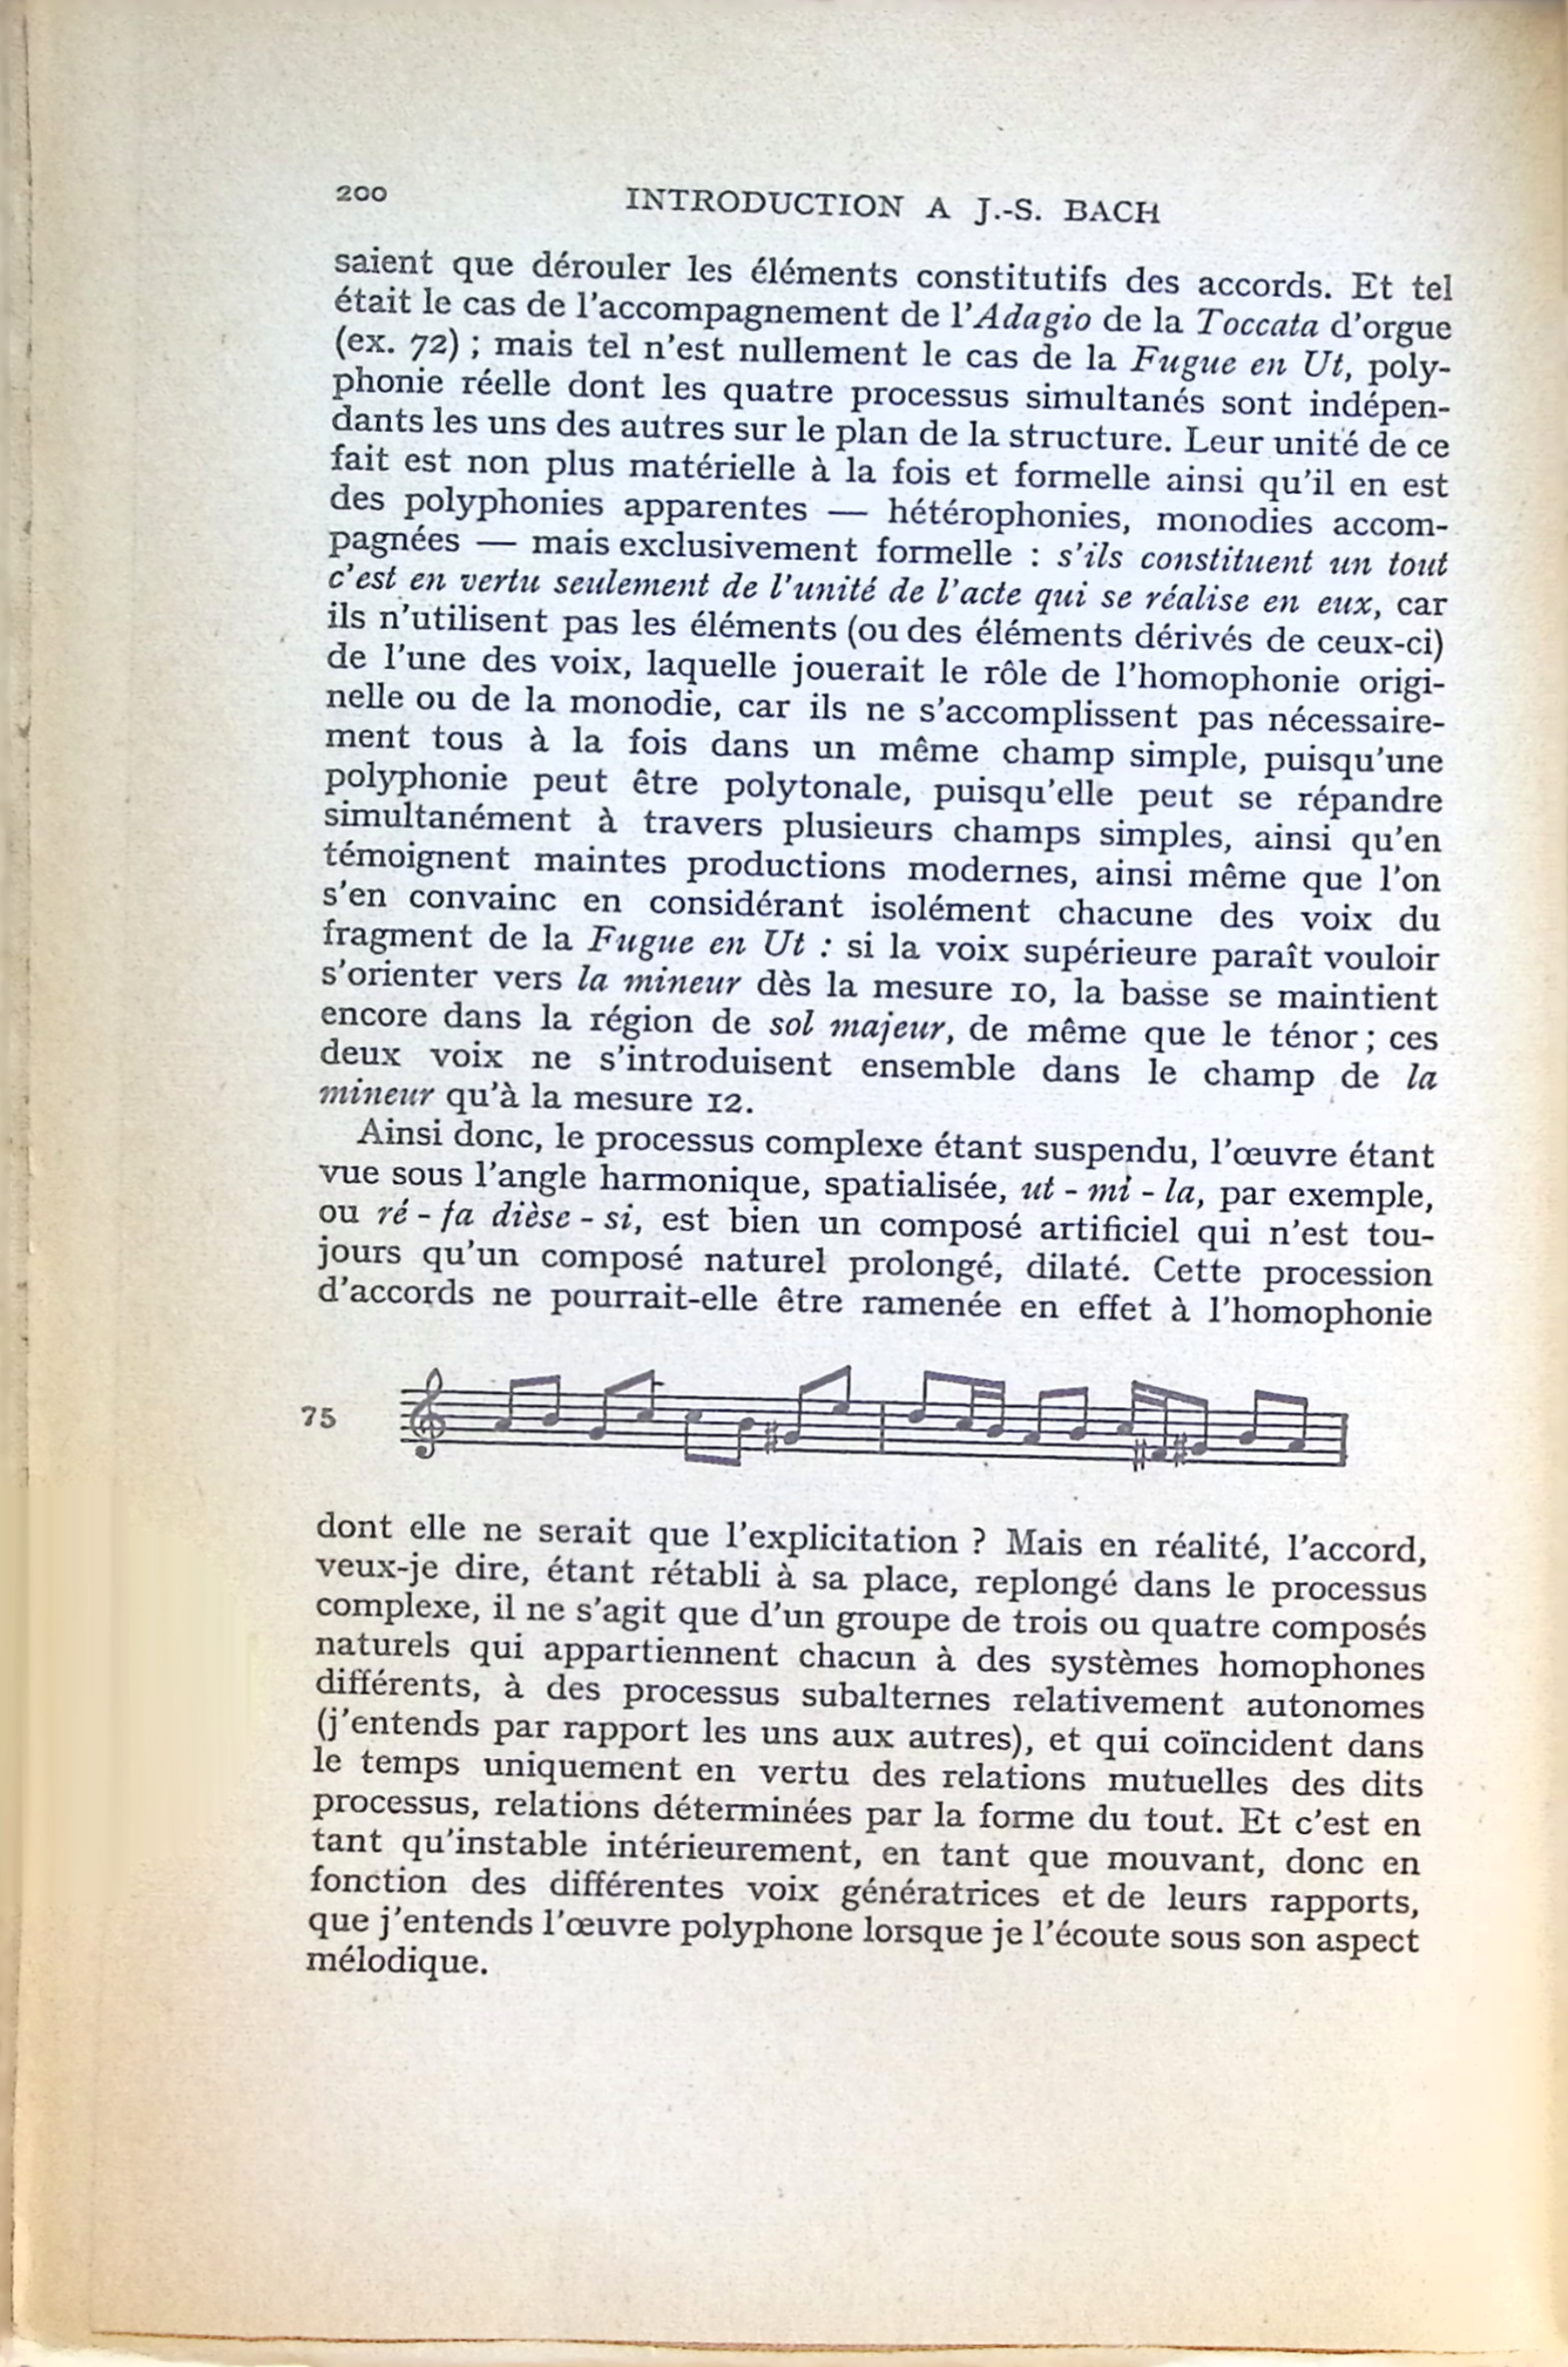 200 INTRODUCTION A J.-S. BACH
saient que dérouler les éléments constitutifs des accords. Et tel
était le cas de l'accompagnement de l'Adagio de la Toccata d'orgue
(ex. 72) ; mais tel n'est nullement le cas de la Fugue en Ut, poly-
phonie réelle dont les quatre processus simultanés sont indépen-
dants les uns des autres sur le plan de la structure. Leur unité de ce
fait est non plus matérielle à la fois et formelle ainsi qu'il en est
des polyphonies apparentes — hétérophonies, monodies accom-
pagnées — mais exclusivement formelle : s'ils constituent un tout
c'est en vertu seulement de l'unité de l'acte qui se réalise en eux, car
ils n'utilisent pas les éléments (ou des éléments dérivés de ceux-ci)
de l'une des voix, laquelle jouerait le rôle de l'homophonie origi-
nelle ou de la monodie, car ils ne s'accomplissent pas nécessaire-
ment tous à la fois dans un même champ simple, puisqu'une
polyphonie peut être polytonale, puisqu'elle peut se répandre
simultanément à travers plusieurs champs simples, ainsi qu'en
témoignent maintes productions modernes, ainsi même que l'on
s'en convainc en considérant isolément chacune des voix du
fragment de la Fugue en Ut : si la voix supérieure paraît vouloir
s'orienter vers la mineur dès la mesure 10, la basse se maintient
encore dans la région de sol majeur, de même que le ténor ; ces
deux voix ne s'introduisent ensemble dans le champ de la
mineur qu'à la mesure 12.
Ainsi donc, le processus complexe étant suspendu, l'œuvre étant
vue sous l'angle harmonique, spatialisée, ut - mi - la, par exemple,
ou ré - fa dièse - si, est bien un composé artificiel qui n'est tou-
jours qu'un composé naturel prolongé, dilaté. Cette procession
d'accords ne pourrait-elle être ramenée en effet à l'homophonie
75
dont elle ne serait que l'explicitation ? Mais en réalité, l'accord,
veux-je dire, étant rétabli à sa place, replongé dans le processus
complexe, il ne s'agit que d'un groupe de trois ou quatre composés
naturels qui appartiennent chacun à des systèmes homophones
différents, à des processus subalternes relativement autonomes
(j'entends par rapport les uns aux autres), et qui coïncident dans
le temps uniquement en vertu des relations mutuelles des dits
processus, relations déterminées par la forme du tout. Et c'est en
tant qu'instable intérieurement, en tant que mouvant, donc en
fonction des différentes voix génératrices et de leurs rapports,
que j'entends l'œuvre polyphone lorsque je l'écoute sous son aspect
mélodique.